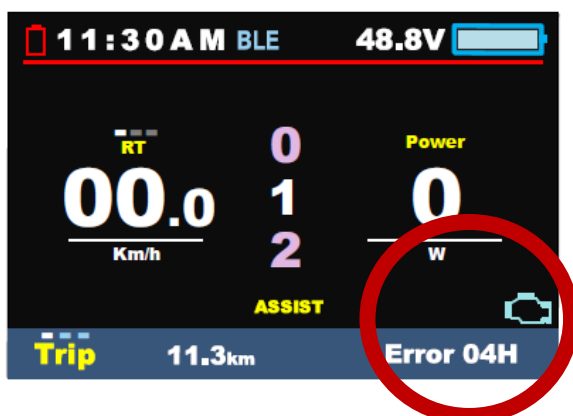 11:30AM BLE 48.8V
RT 0 Power
00.0 1 0
Km/h 2 W
ASSIST
Trip 11.3km Error 04H